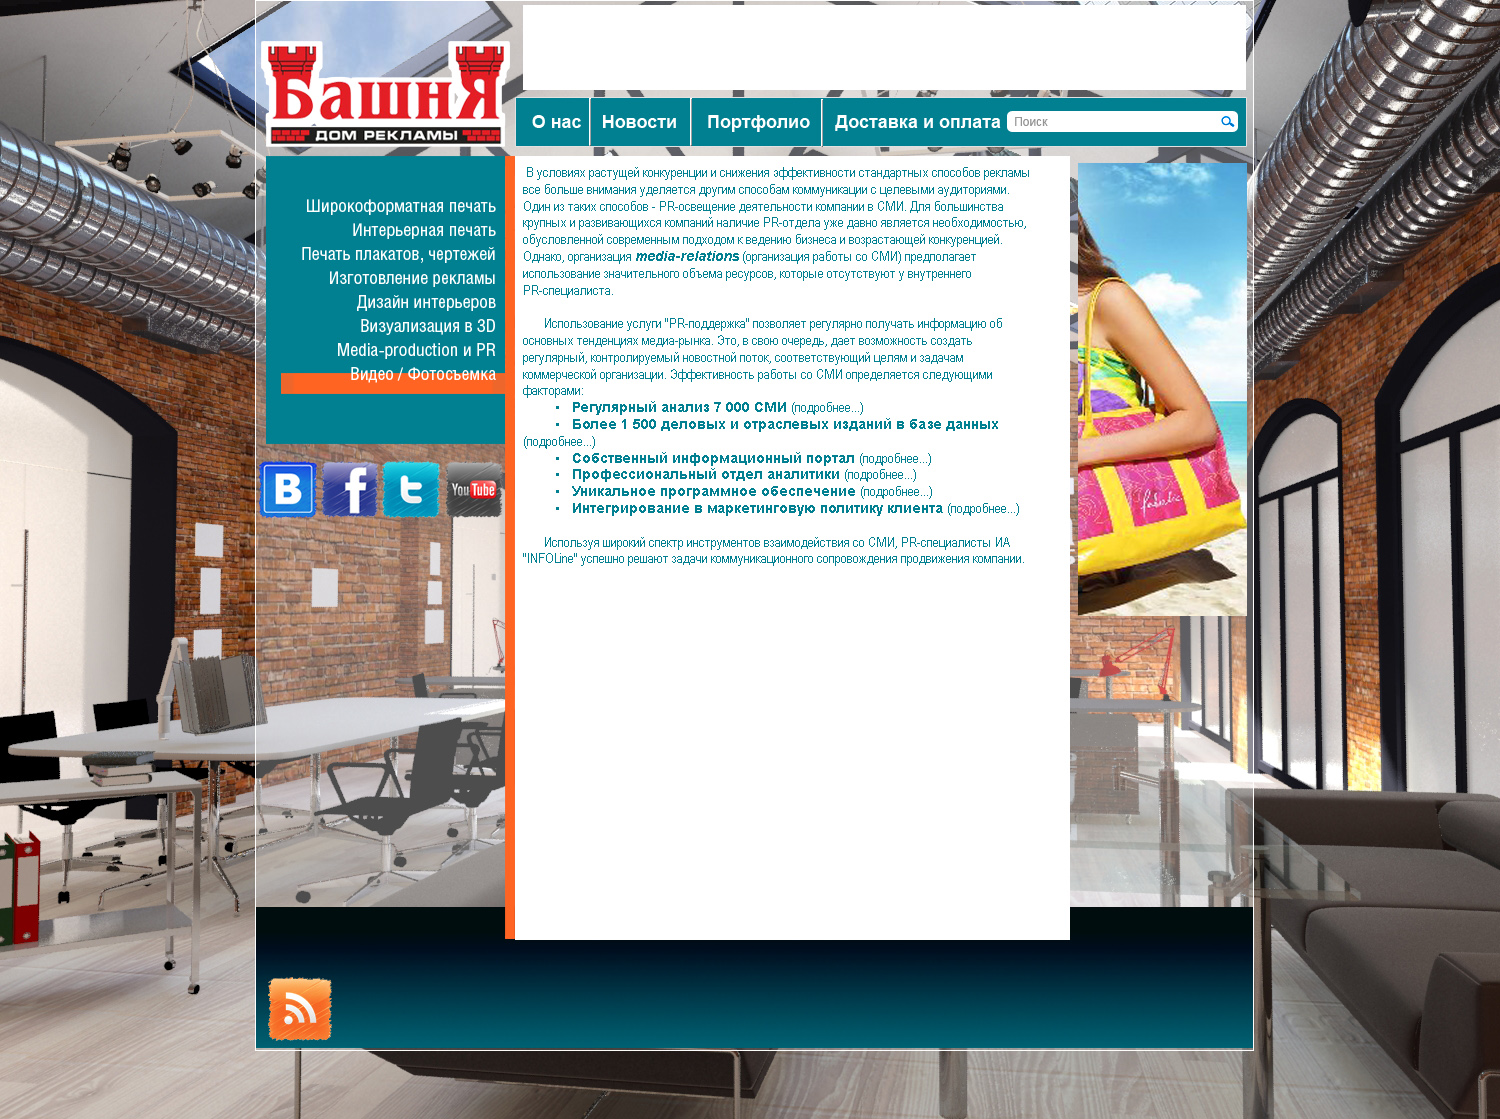 Башня
ДОМ РЕКЛАМЫ
О нас
Новости
Портфолио
Доставка и оплата
Поиск
Широкоформатная печать
Интерьерная печать
Печать плакатов, чертежей
Изготовление рекламы
Дизайн интерьеров
Визуализация в 3D
Media-production и PR
Видео / Фотосъемка
B
f
t
You Tube
В условиях растущей конкуренции и снижения эффективности стандартных способов рекламы
все больше внимания уделяется другим способам коммуникации с целевыми аудиториями.
Один из таких способов - PR-освещение деятельности компании в СМИ. Для большинства
крупных и развивающихся компаний наличие PR-отдела уже давно является необходимостью,
обусловленной современным подходом к ведению бизнеса и возрастающей конкуренцией.
Однако, организация media-relations (организация работы со СМИ) предполагает
использование значительного объема ресурсов, которые отсутствуют у внутреннего
PR-специалиста.
Использование услуги "PR-поддержка" позволяет регулярно получать информацию об
основных тенденциях медиа-рынка. Это, в свою очередь, дает возможность создать
регулярный, контролируемый новостной поток, соответствующий целям и задачам
коммерческой организации. Эффективность работы со СМИ определяется следующими
факторами:
• Регулярный анализ 7 000 СМИ (подробнее...)
• Более 1 500 деловых и отраслевых изданий в базе данных
(подробнее...)
• Собственный информационный портал (подробнее...)
• Профессиональный отдел аналитики (подробнее...)
• Уникальное программное обеспечение (подробнее...)
• Интегрирование в маркетинговую политику клиента (подробнее...)
Используя широкий спектр инструментов взаимодействия со СМИ, PR-специалисты ИА
"INFOLine" успешно решают задачи коммуникационного сопровождения продвижения компании.